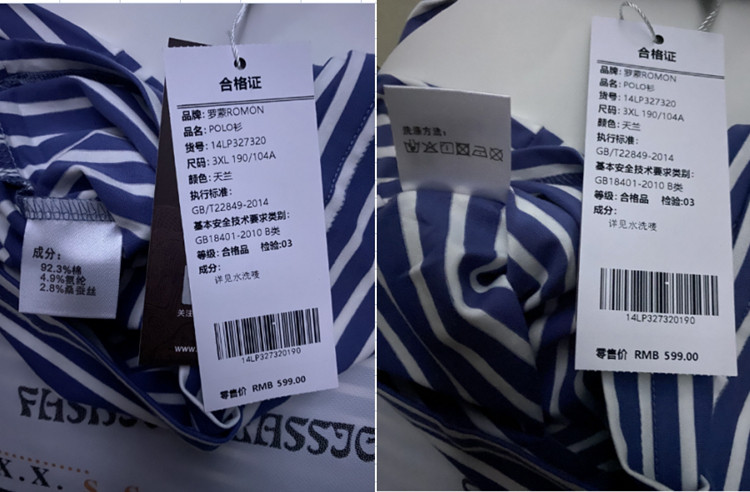 合格证
品牌: 罗蒙ROMON
品名: POLO衫
货号: 14LP327320
尺码: 3XL 190/104A
颜色: 天兰
执行标准:
GB/T22849-2014
基本安全技术要求类别:
GB18401-2010 B类
等级: 合格品 检验:03
成分:
详见水洗唛
14LP327320190
零售价 RMB 599.00
成分:
92.3%棉
4.9%氨纶
2.8%桑蚕丝
关注
www.
X.X.
合格证
品牌: 罗蒙ROMON
品名: POLO衫
货号: 14LP327320
尺码: 3XL 190/104A
颜色: 天兰
执行标准:
GB/T22849-2014
基本安全技术要求类别:
GB18401-2010 B类
等级: 合格品 检验:03
成分:
详见水洗唛
14LP327320190
零售价 RMB 599.00
洗涤方法: